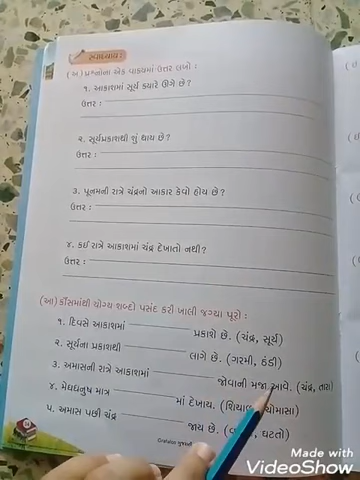 સ્વાધ્યાય
(અ) પ્રશ્નોના એક વાક્યમાં ઉત્તર લખો :
૧. આકાશમાં સૂર્ય ક્યારે ઊગે છે?
ઉત્તર :
૨. સૂર્યપ્રકાશથી શું થાય છે?
ઉત્તર :
૩. પૂનમની રાત્રે ચંદ્રનો આકાર કેવો હોય છે?
ઉત્તર :
૪. કઈ રાત્રે આકાશમાં ચંદ્ર દેખાતો નથી?
ઉત્તર :
(આ) કૌંસમાંથી યોગ્ય શબ્દો પસંદ કરી ખાલી જગ્યા પૂરો :
૧. દિવસે આકાશમાં પ્રકાશે છે. (ચંદ્ર, સૂર્ય)
૨. સૂર્યના પ્રકાશથી લાગે છે. (ગરમી, ઠંડી)
૩. અમાસની રાત્રે આકાશમાં જોવાની મજા આવે. (ચંદ્ર, તારા)
૪. મેઘધનુષ માત્ર માં દેખાય. ચોમાસા)
૫. અમાસ પછી ચંદ્ર જાય છે. ઘટતો)
Made with
VideoShow